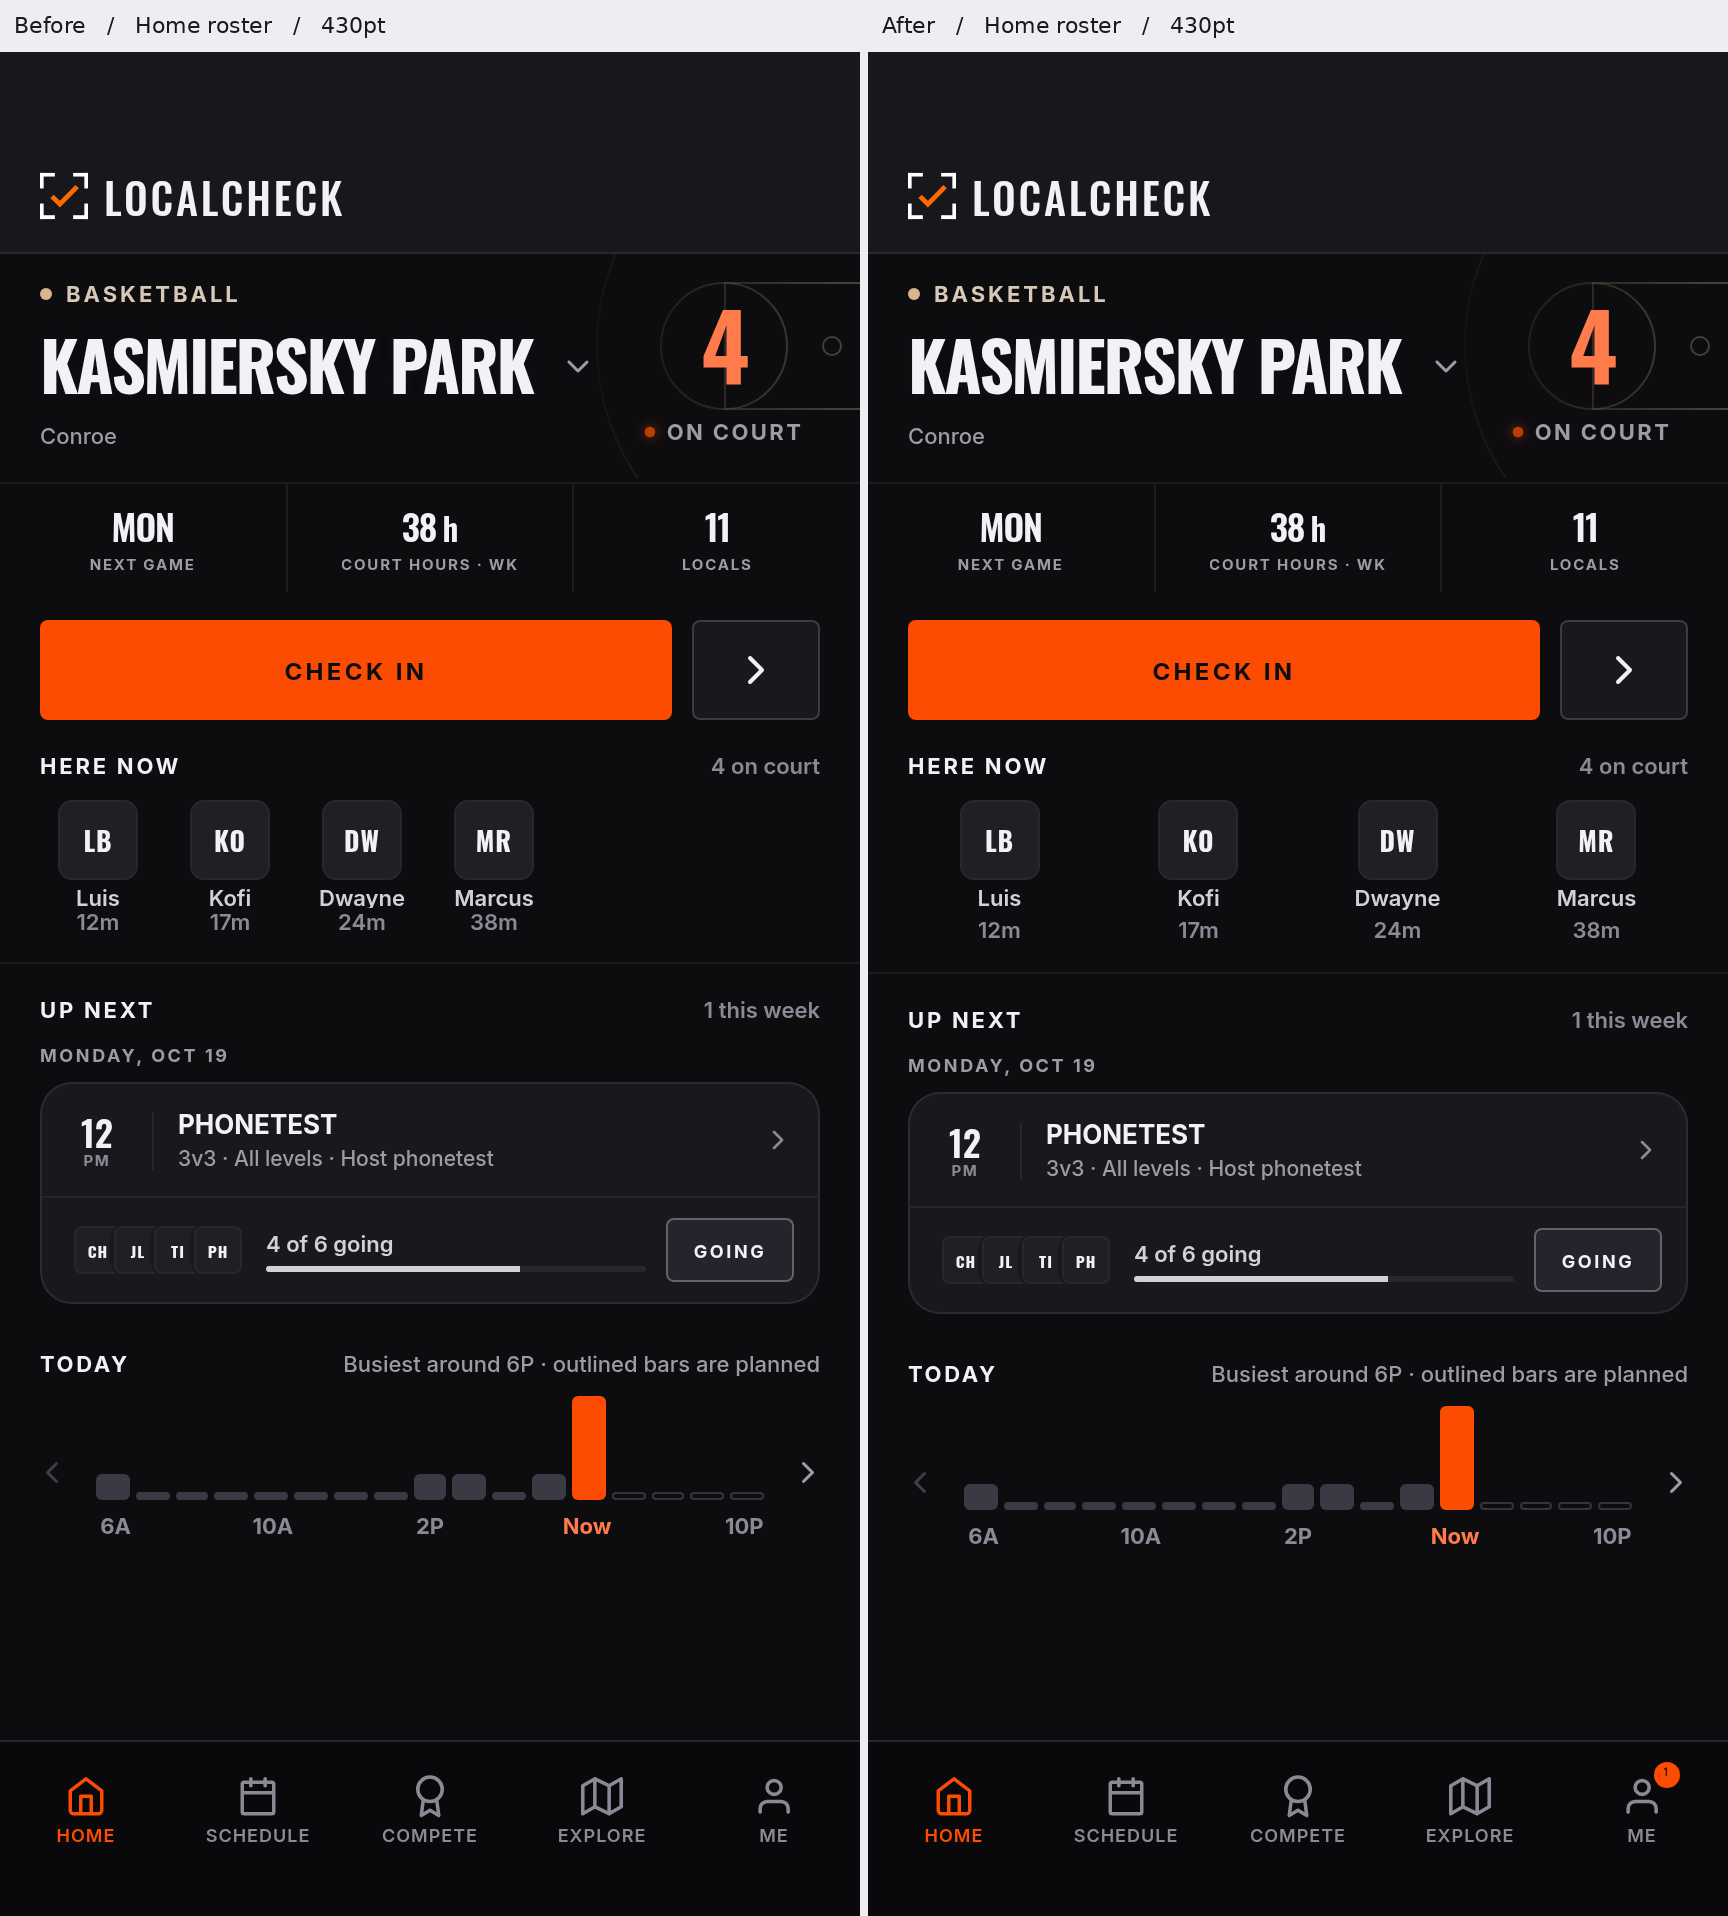 Before / Home roster / 430pt
LOCALCHECK
BASKETBALL
KASMIERSKY PARK
4
Conroe
ON COURT
MON
NEXT GAME
38 h
COURT HOURS · WK
11
LOCALS
CHECK IN
HERE NOW
4 on court
LB
KO
DW
MR
Luis
Kofi
Dwayne
Marcus
12m
17m
24m
38m
UP NEXT
1 this week
MONDAY, OCT 19
12
PM
PHONETEST
3v3 · All levels · Host phonetest
CH
JL
TI
PH
4 of 6 going
GOING
TODAY
Busiest around 6P · outlined bars are planned
6A
10A
2P
Now
10P
HOME
SCHEDULE
COMPETE
EXPLORE
ME
After / Home roster / 430pt
LOCALCHECK
BASKETBALL
KASMIERSKY PARK
4
Conroe
ON COURT
MON
NEXT GAME
38 h
COURT HOURS · WK
11
LOCALS
CHECK IN
HERE NOW
4 on court
LB
KO
DW
MR
Luis
Kofi
Dwayne
Marcus
12m
17m
24m
38m
UP NEXT
1 this week
MONDAY, OCT 19
12
PM
PHONETEST
3v3 · All levels · Host phonetest
CH
JL
TI
PH
4 of 6 going
GOING
TODAY
Busiest around 6P · outlined bars are planned
6A
10A
2P
Now
10P
HOME
SCHEDULE
COMPETE
EXPLORE
1
ME